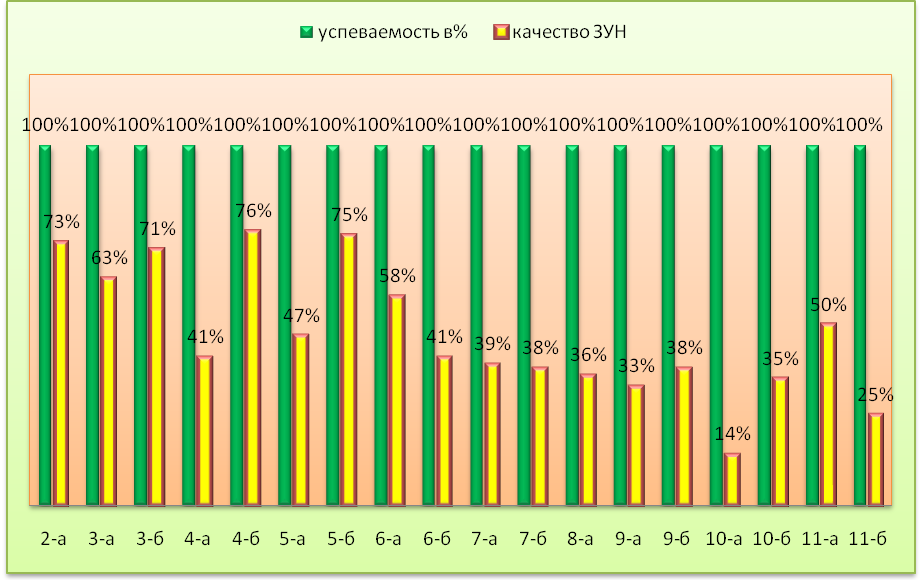 успеваемость в% качество ЗУН
100% 100% 100% 100% 100% 100% 100% 100% 100% 100% 100% 100% 100% 100% 100% 100% 100% 100%
73% 63% 71% 41% 76% 47% 75% 58% 41% 39% 38% 36% 33% 38% 14% 35% 50% 25%
2-а 3-а 3-б 4-а 4-б 5-а 5-б 6-а 6-б 7-а 7-б 8-а 9-а 9-б 10-а 10-б 11-а 11-б